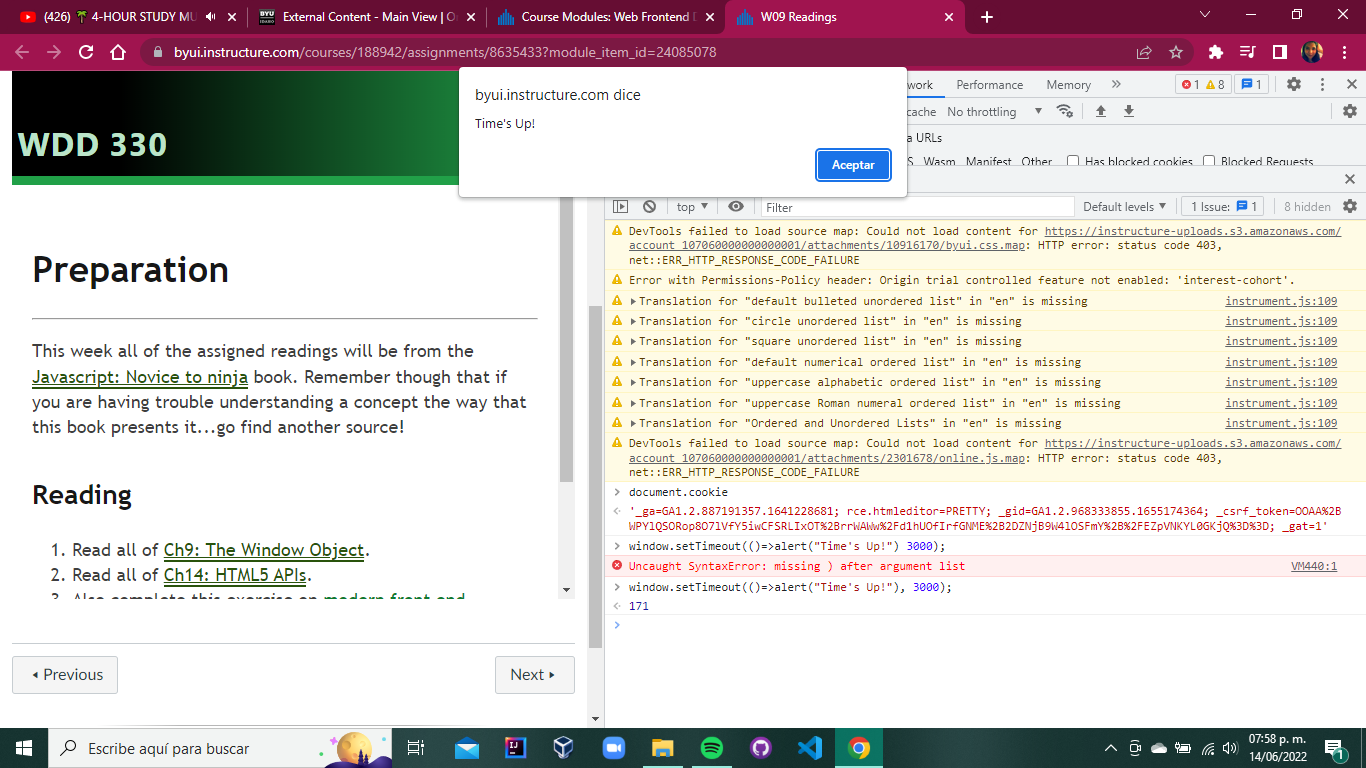 (426) 🌴 4-HOUR STUDY MU
External Content - Main View | O
Course Modules: Web Frontend D
W09 Readings
byui.instructure.com/courses/188942/assignments/8635433?module_item_id=24085078
byui.instructure.com dice
Time's Up!
Aceptar
WDD 330
Preparation
This week all of the assigned readings will be from the
Javascript: Novice to ninja book. Remember though that if
you are having trouble understanding a concept the way that
this book presents it...go find another source!
Reading
1. Read all of Ch9: The Window Object.
2. Read all of Ch14: HTML5 APIs.
3. Also complete this exercise on modern front end
Previous
Next
work Performance Memory » 1 8 1
cache No throttling
a URLs
S Wasm Manifest Other Has blocked cookies Blocked Requests
top Filter Default levels 1 Issue: 1 8 hidden
DevTools failed to load source map: Could not load content for https://instructure-uploads.s3.amazonaws.com/
account_107060000000000001/attachments/10916170/byui.css.map: HTTP error: status code 403,
net::ERR_HTTP_RESPONSE_CODE_FAILURE
Error with Permissions-Policy header: Origin trial controlled feature not enabled: 'interest-cohort'.
Translation for "default bulleted unordered list" in "en" is missing instrument.js:109
Translation for "circle unordered list" in "en" is missing instrument.js:109
Translation for "square unordered list" in "en" is missing instrument.js:109
Translation for "default numerical ordered list" in "en" is missing instrument.js:109
Translation for "uppercase alphabetic ordered list" in "en" is missing instrument.js:109
Translation for "uppercase Roman numeral ordered list" in "en" is missing instrument.js:109
Translation for "Ordered and Unordered Lists" in "en" is missing instrument.js:109
DevTools failed to load source map: Could not load content for https://instructure-uploads.s3.amazonaws.com/
account_107060000000000001/attachments/2301678/online.js.map: HTTP error: status code 403,
net::ERR_HTTP_RESPONSE_CODE_FAILURE
document.cookie
'_ga=GA1.2.887191357.1641228681; rce.htmleditor=PRETTY; _gid=GA1.2.968333855.1655174364; _csrf_token=OOAA%2B
WPYlQSORop8O7lVfY5iwCFSRLIxOT%2BrrWAWw%2Fd1hUOfIrfGNME%2B2DZNjB9W4lOSFmY%2B%2FEZpVNKYL0GKjQ%3D%3D; _gat=1'
window.setTimeout(()=>alert("Time's Up!") 3000);
Uncaught SyntaxError: missing ) after argument list VM440:1
window.setTimeout(()=>alert("Time's Up!"), 3000);
171
Escribe aquí para buscar
07:58 p. m.
14/06/2022
1